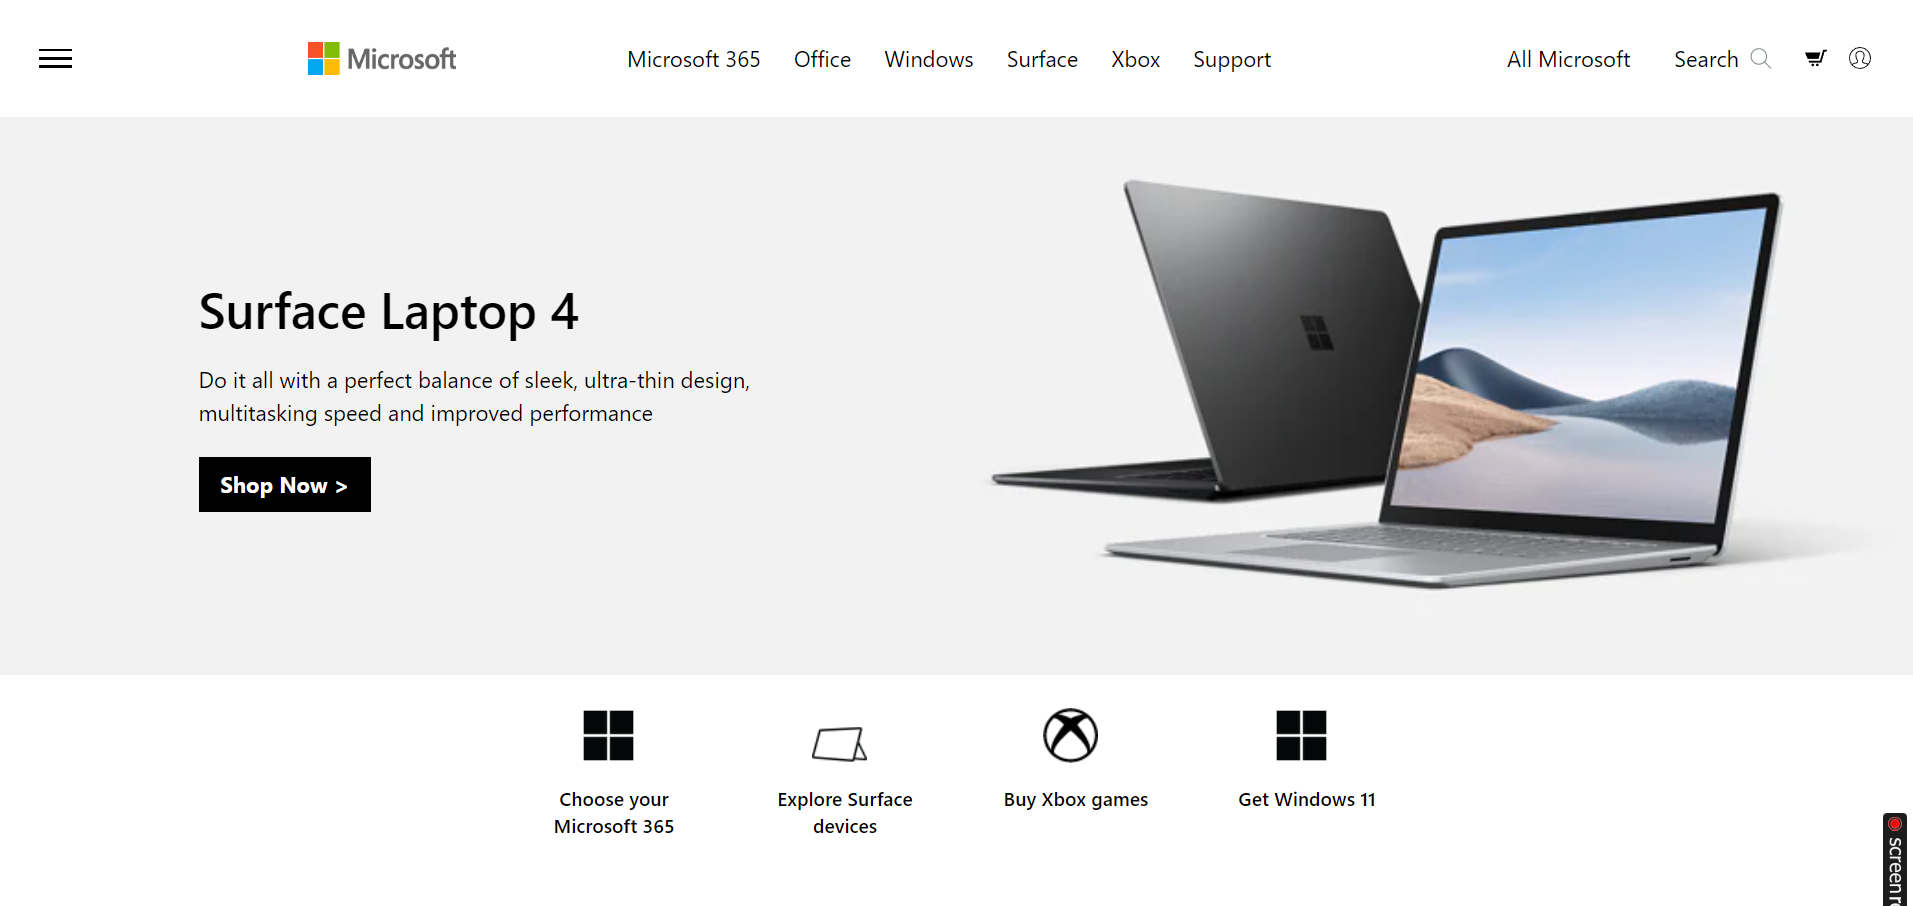 Microsoft
Microsoft 365
Office
Windows
Surface
Xbox
Support
All Microsoft
Search
Surface Laptop 4
Do it all with a perfect balance of sleek, ultra-thin design,
multitasking speed and improved performance
Shop Now >
Choose your
Microsoft 365
Explore Surface
devices
Buy Xbox games
Get Windows 11